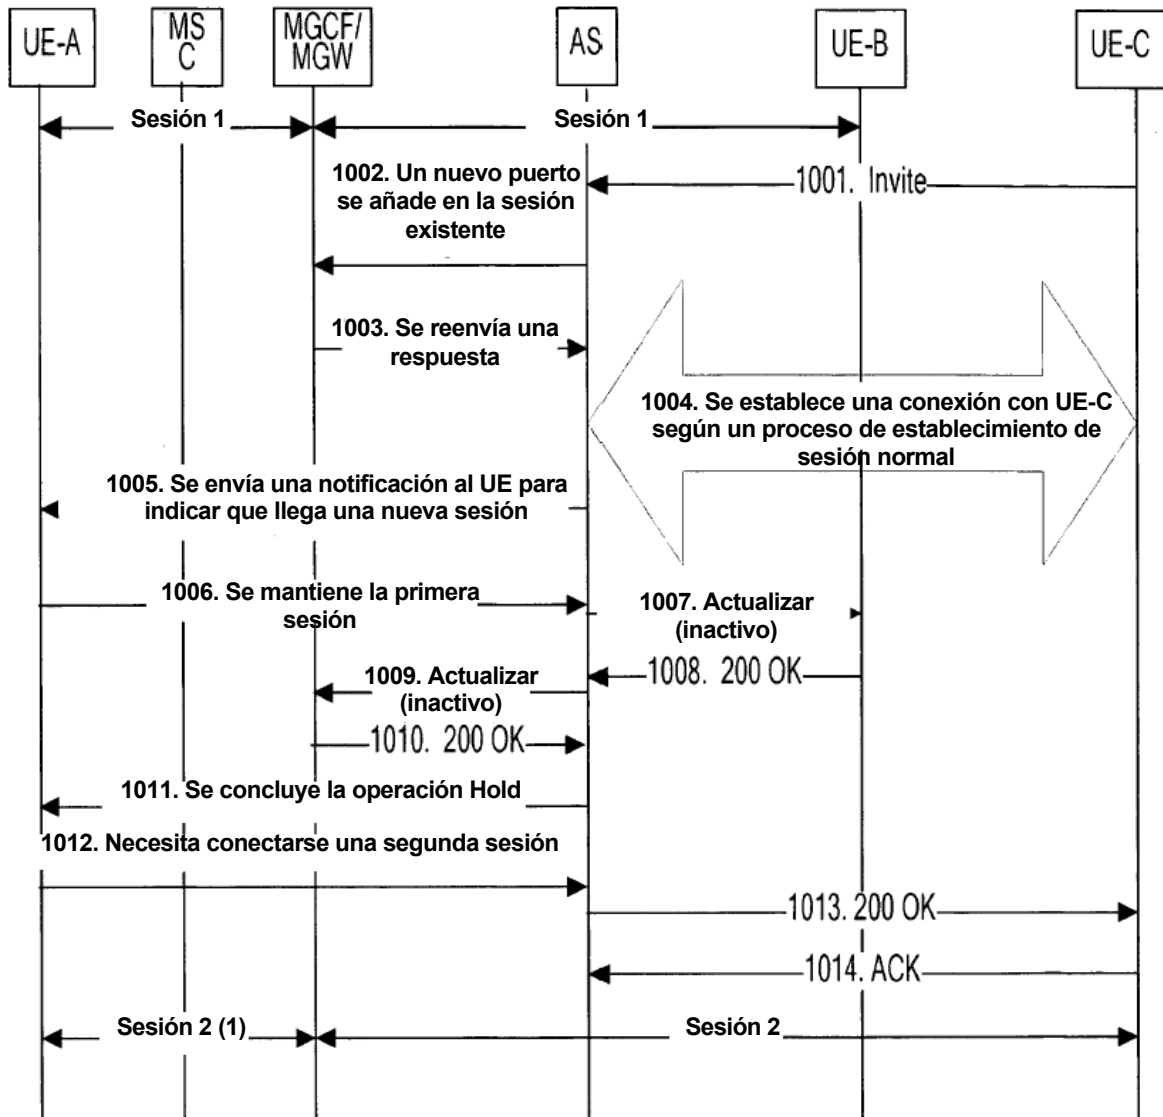 UE-A
MS
C
MGCF/
MGW
AS
UE-B
UE-C
Sesión 1
Sesión 1
1001. Invite
1002. Un nuevo puerto
se añade en la sesión
existente
1003. Se reenvía una
respuesta
1004. Se establece una conexión con UE-C
según un proceso de establecimiento de
sesión normal
1005. Se envía una notificación al UE para
indicar que llega una nueva sesión
1006. Se mantiene la primera
sesión
1007. Actualizar
(inactivo)
1008. 200 OK
1009. Actualizar
(inactivo)
1010. 200 OK
1011. Se concluye la operación Hold
1012. Necesita conectarse una segunda sesión
1013. 200 OK
1014. ACK
Sesión 2 (1)
Sesión 2